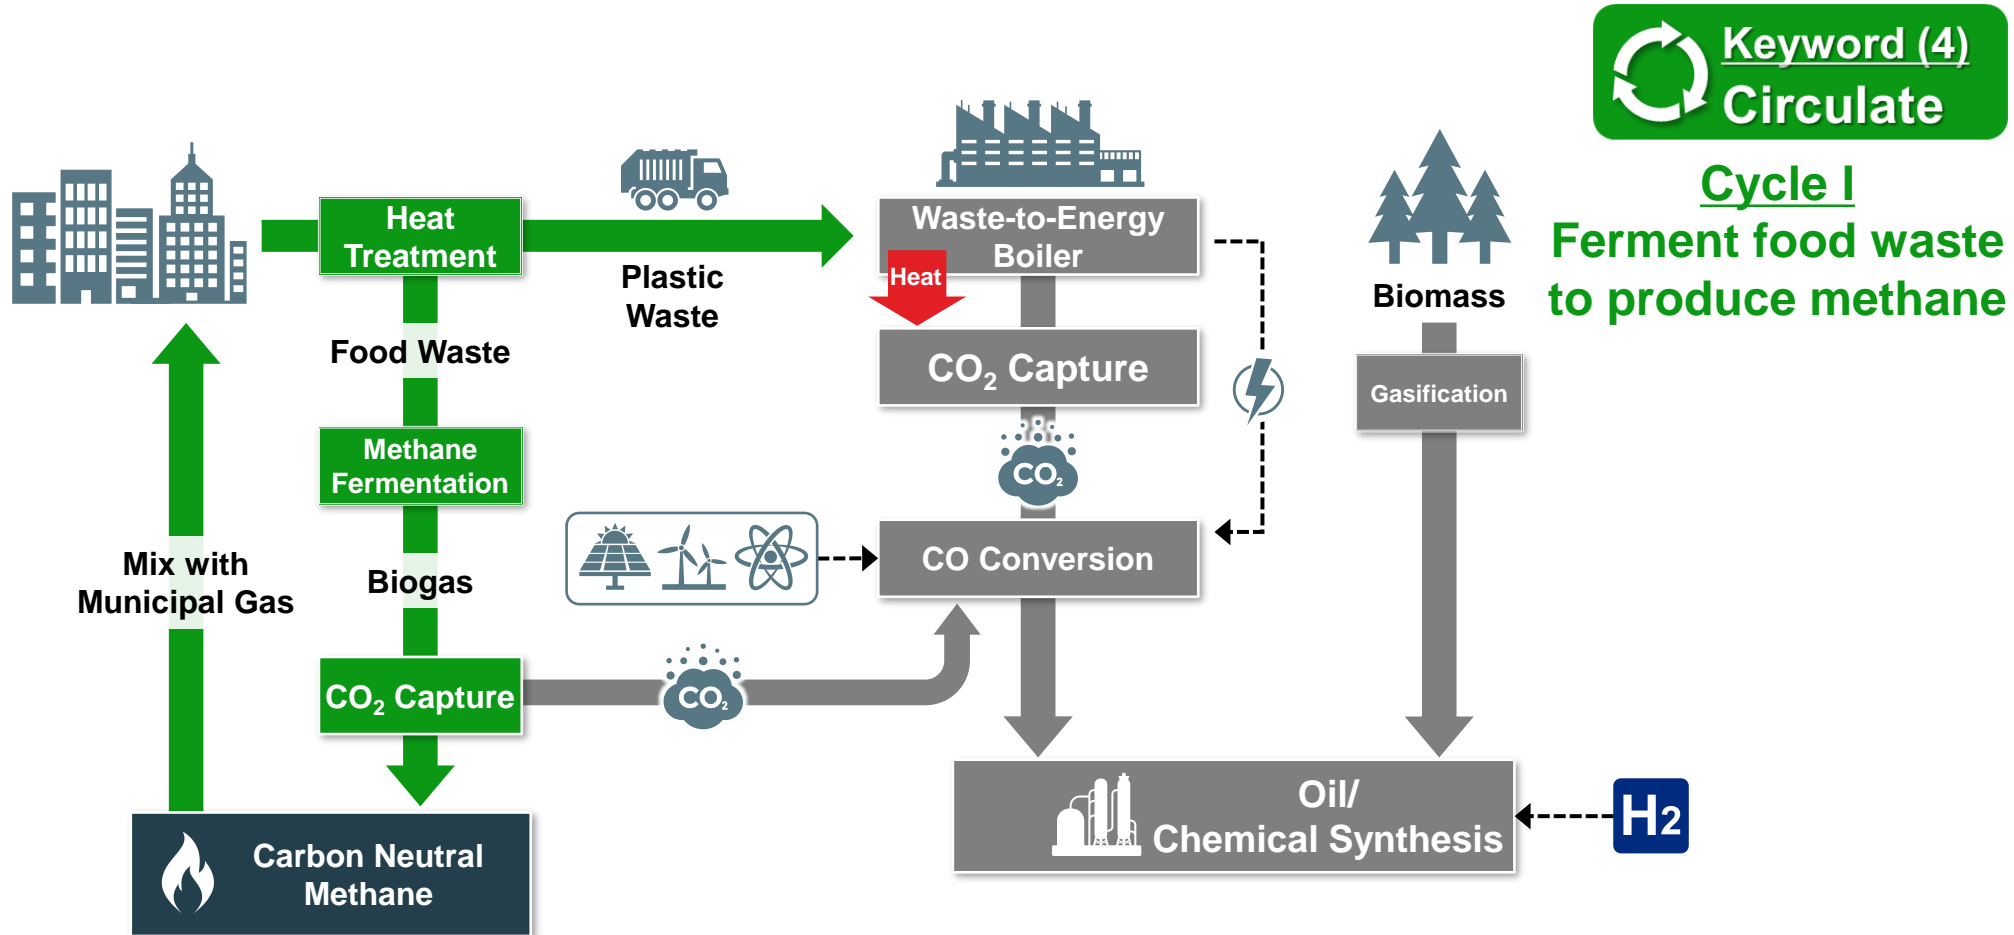 Keyword (4)
Circulate
Cycle I
Ferment food waste
to produce methane
Heat
Treatment
Plastic
Waste
Waste-to-Energy
Boiler
Heat
Biomass
Food Waste
CO₂ Capture
Gasification
Methane
Fermentation
CO₂
CO Conversion
Mix with
Municipal Gas
Biogas
CO₂ Capture
CO₂
Oil/
Chemical Synthesis
H2
Carbon Neutral
Methane